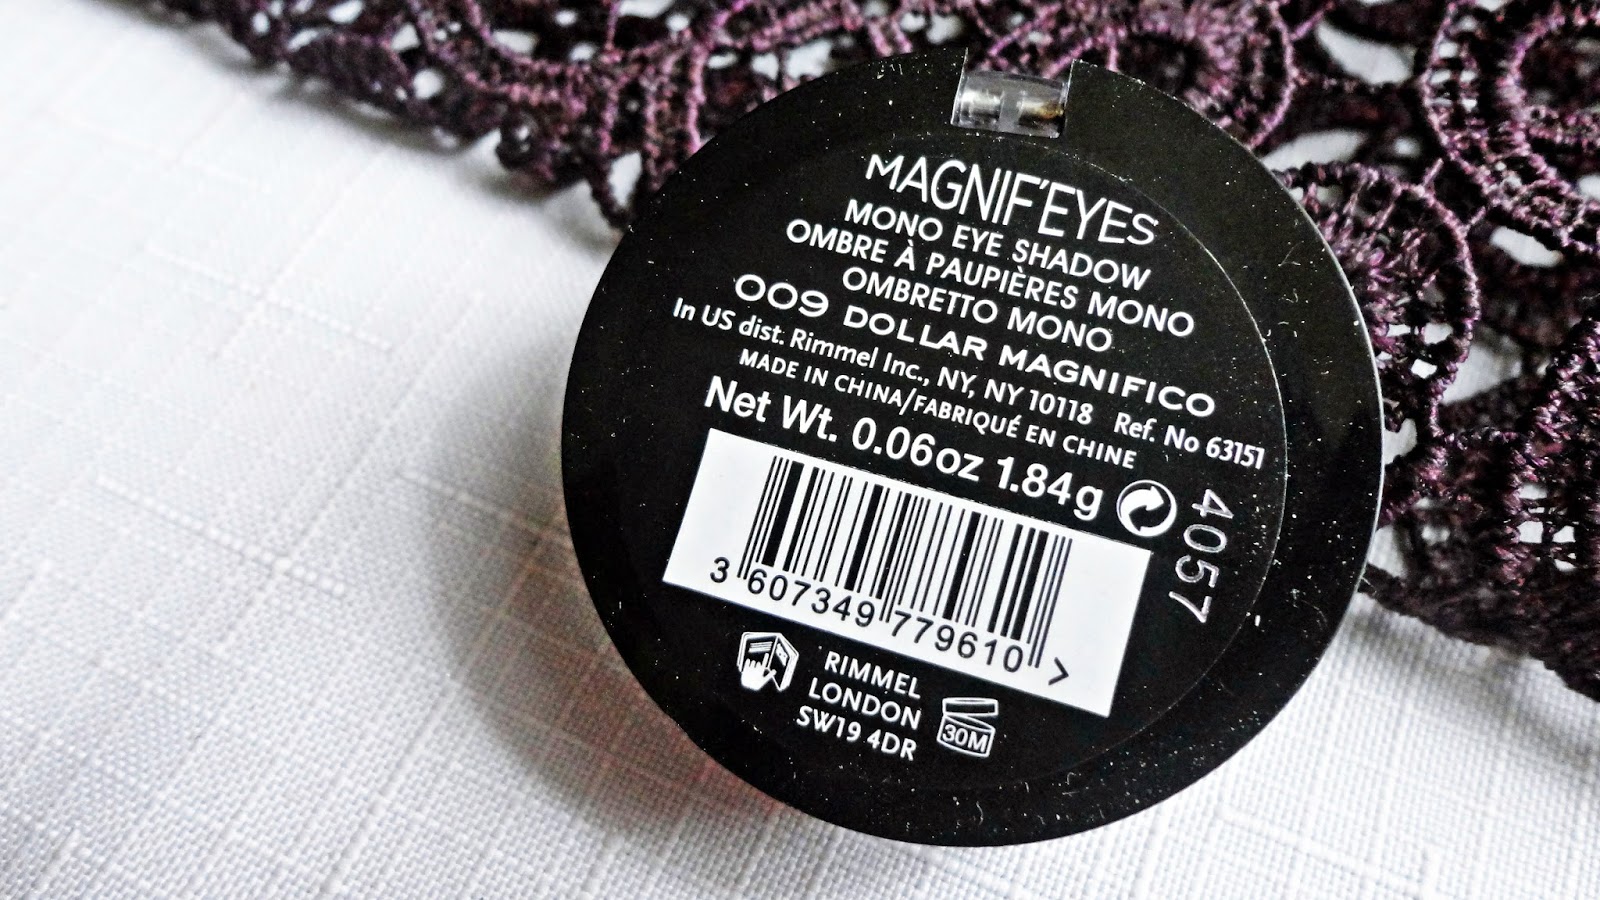 MAGNIF'EYES
MONO EYE SHADOW
OMBRE À PAUPIÈRES MONO
OMBRETTO MONO
009 DOLLAR MAGNIFICO
In US dist. Rimmel Inc., NY, NY 10118 Ref. No 63151
MADE IN CHINA/FABRIQUÉ EN CHINE
Net Wt. 0.06oz 1.84g
4057
3 607349 779610 >
RIMMEL
LONDON
SW19 4DR
30M